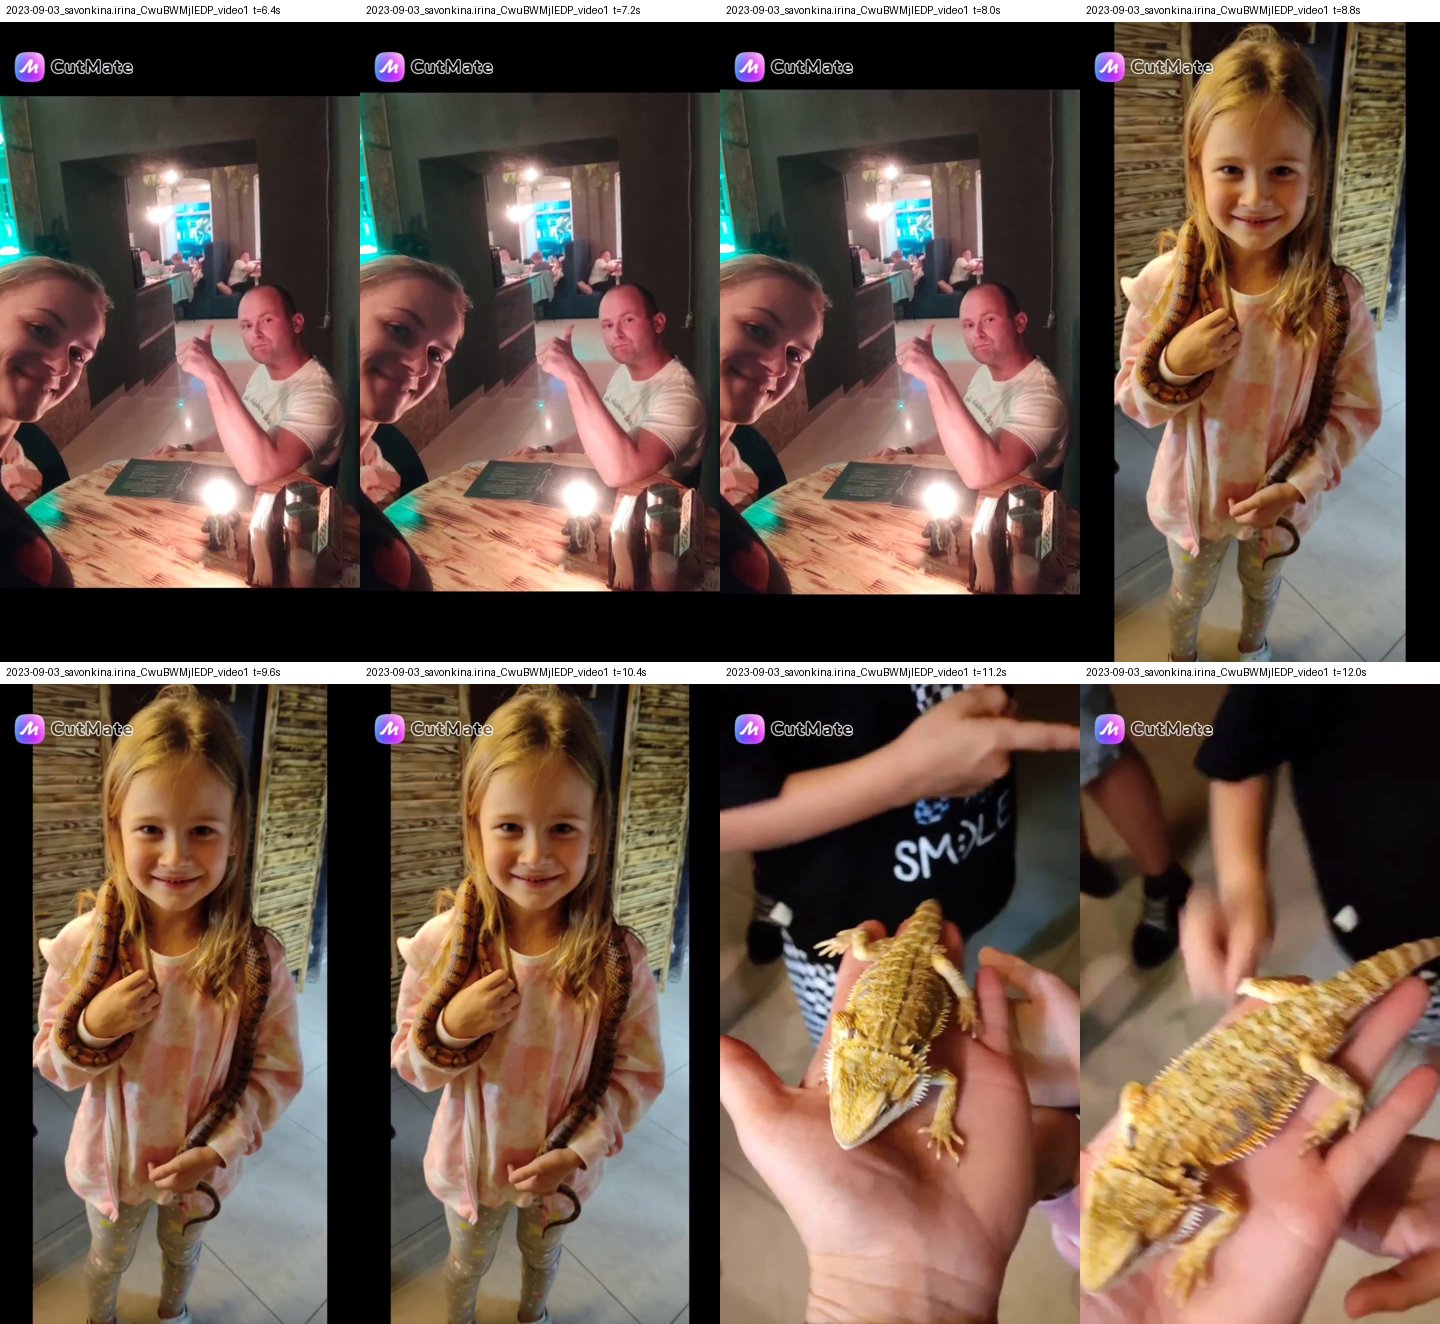 2023-09-03_savonkina.irina_CwuBWMjIEDP_video1 t=6.4s
2023-09-03_savonkina.irina_CwuBWMjIEDP_video1 t=7.2s
2023-09-03_savonkina.irina_CwuBWMjIEDP_video1 t=8.0s
2023-09-03_savonkina.irina_CwuBWMjIEDP_video1 t=8.8s
CutMate
CutMate
CutMate
CutMate
2023-09-03_savonkina.irina_CwuBWMjIEDP_video1 t=9.6s
2023-09-03_savonkina.irina_CwuBWMjIEDP_video1 t=10.4s
2023-09-03_savonkina.irina_CwuBWMjIEDP_video1 t=11.2s
2023-09-03_savonkina.irina_CwuBWMjIEDP_video1 t=12.0s
CutMate
CutMate
CutMate
CutMate